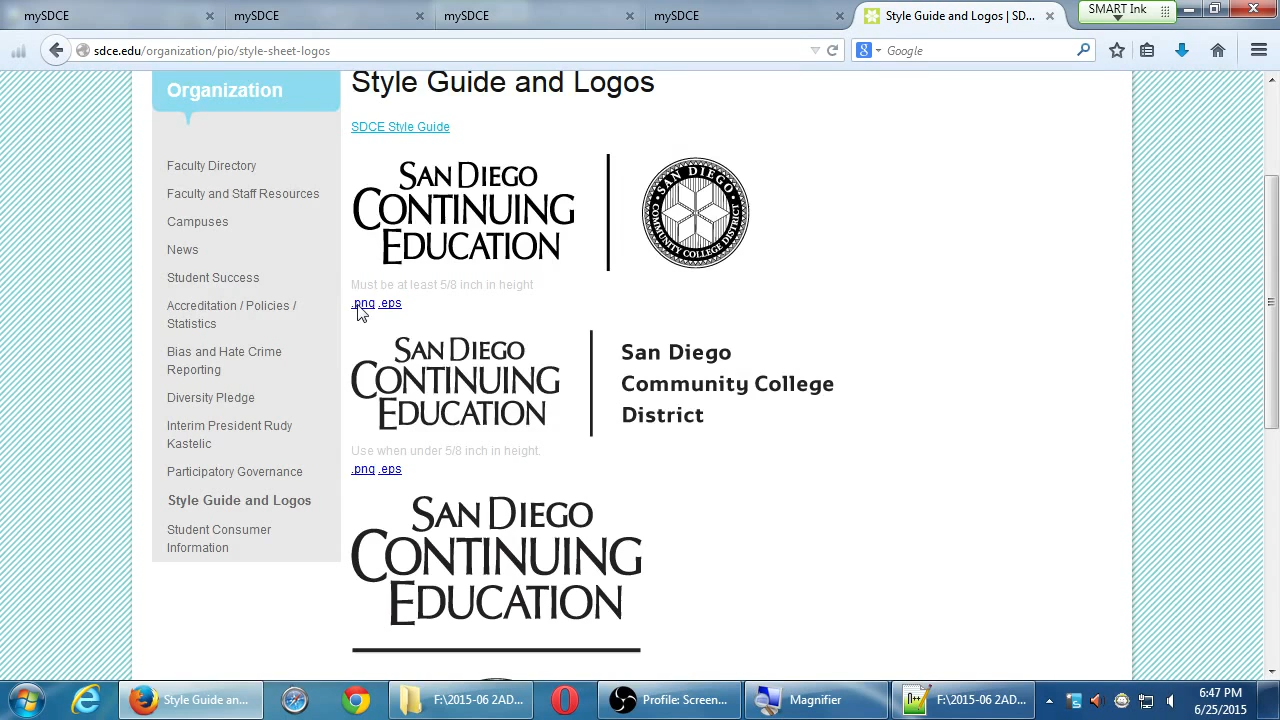 mySDCE
mySDCE
mySDCE
mySDCE
Style Guide and Logos | SD...
SMART Ink
sdce.edu/organization/pio/style-sheet-logos
Google
Organization
Faculty Directory
Faculty and Staff Resources
Campuses
News
Student Success
Accreditation / Policies /
Statistics
Bias and Hate Crime
Reporting
Diversity Pledge
Interim President Rudy
Kastelic
Participatory Governance
Style Guide and Logos
Student Consumer
Information
Style Guide and Logos
SDCE Style Guide
SAN DIEGO
CONTINUING
EDUCATION
SAN DIEGO
COMMUNITY COLLEGE DISTRICT
Must be at least 5/8 inch in height
.png .eps
SAN DIEGO
CONTINUING
EDUCATION
San Diego
Community College
District
Use when under 5/8 inch in height.
.png .eps
SAN DIEGO
CONTINUING
EDUCATION
Style Guide an...
F:\2015-06 2AD...
Profile: Screen...
Magnifier
F:\2015-06 2AD...
6:47 PM
6/25/2015